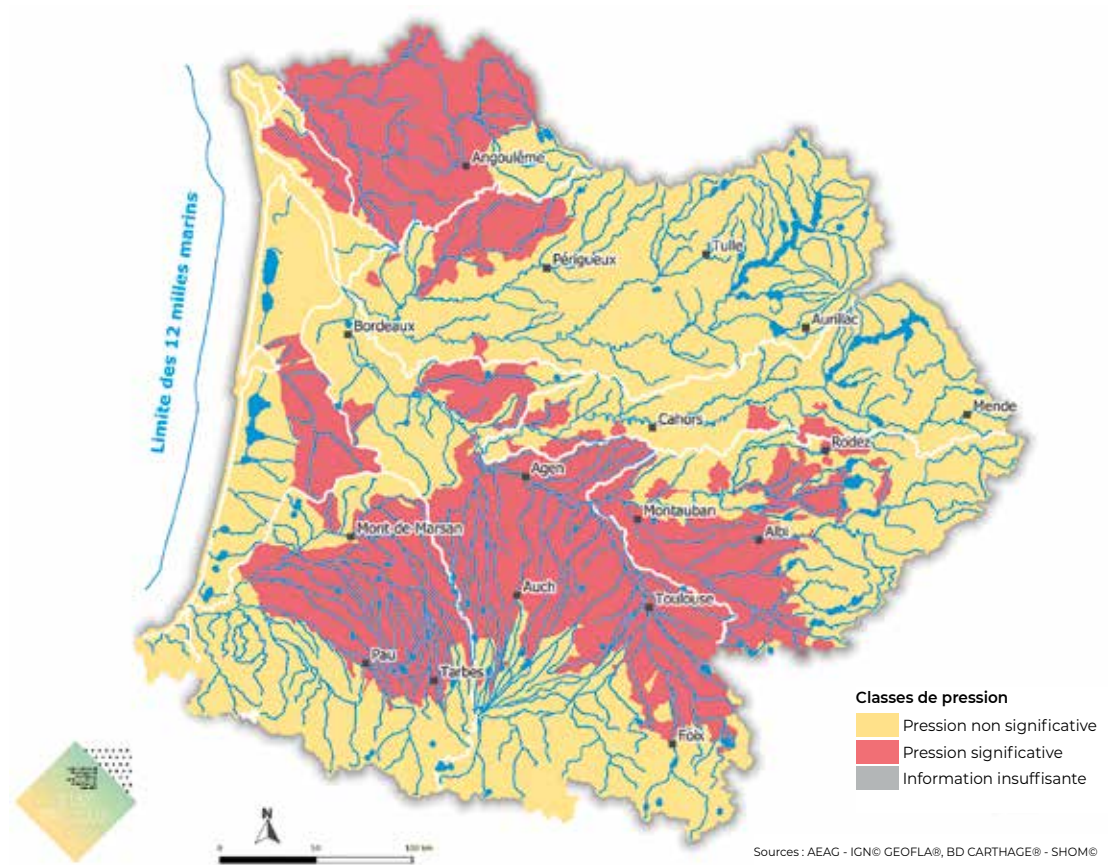 Limite des 12 milles marins
Angoulême
Périgueux
Tulle
Aurillac
Bordeaux
Mende
Cahors
Rodez
Agen
Montauban
Mont-de-Marsan
Albi
Auch
Toulouse
Pau
Tarbes
Foix
Classes de pression
Pression non significative
Pression significative
Information insuffisante
N
0 50 100 km
Sources : AEAG - IGN© GEOFLA®, BD CARTHAGE® - SHOM©